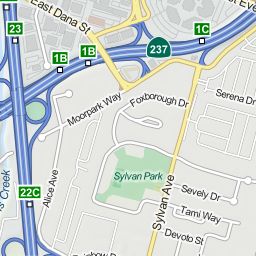 East Dana St
23
1C
1B
1B
237
Foxborough Dr
Moorpark Way
Serena Dr
Sylvan Park
22C
Alice Ave
Sylvan Ave
Sevely Dr
Tami Way
Devoto St
Creek